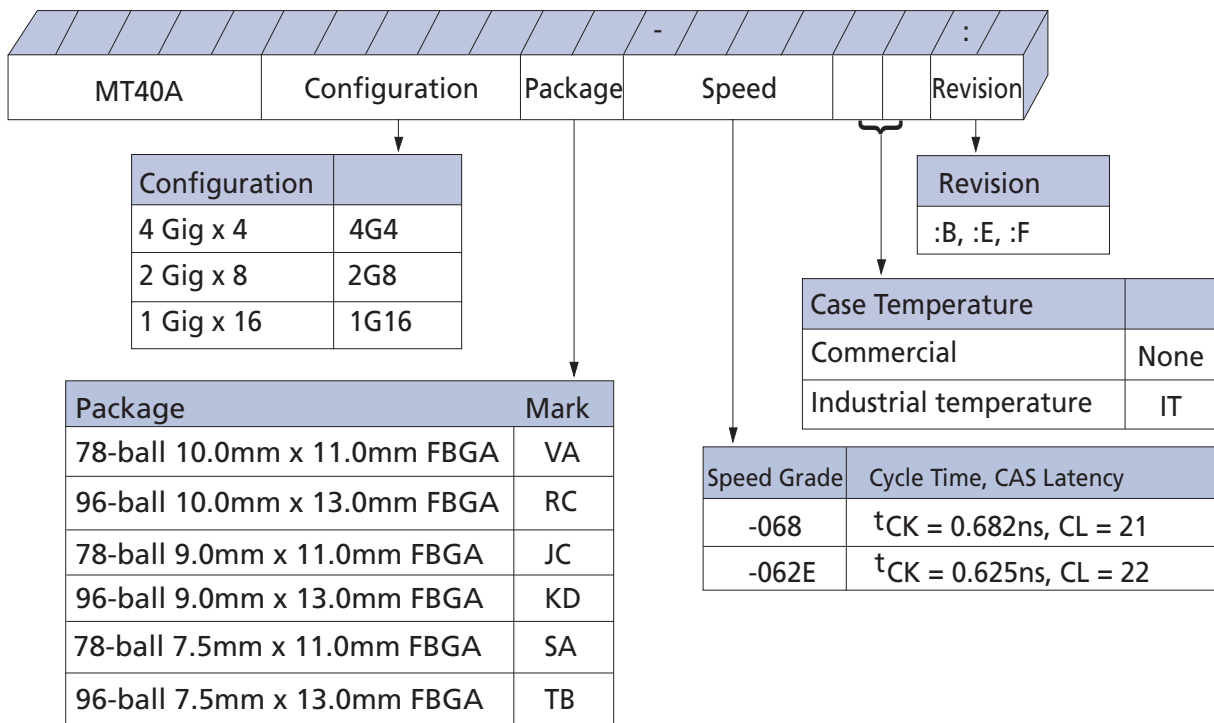 - :
MT40A Configuration Package Speed Revision
Configuration
4 Gig x 4 4G4
2 Gig x 8 2G8
1 Gig x 16 1G16
Revision
:B, :E, :F
Case Temperature
Commercial None
Industrial temperature IT
Package Mark
78-ball 10.0mm x 11.0mm FBGA VA
96-ball 10.0mm x 13.0mm FBGA RC
78-ball 9.0mm x 11.0mm FBGA JC
96-ball 9.0mm x 13.0mm FBGA KD
78-ball 7.5mm x 11.0mm FBGA SA
96-ball 7.5mm x 13.0mm FBGA TB
Speed Grade Cycle Time, CAS Latency
-068 tCK = 0.682ns, CL = 21
-062E tCK = 0.625ns, CL = 22